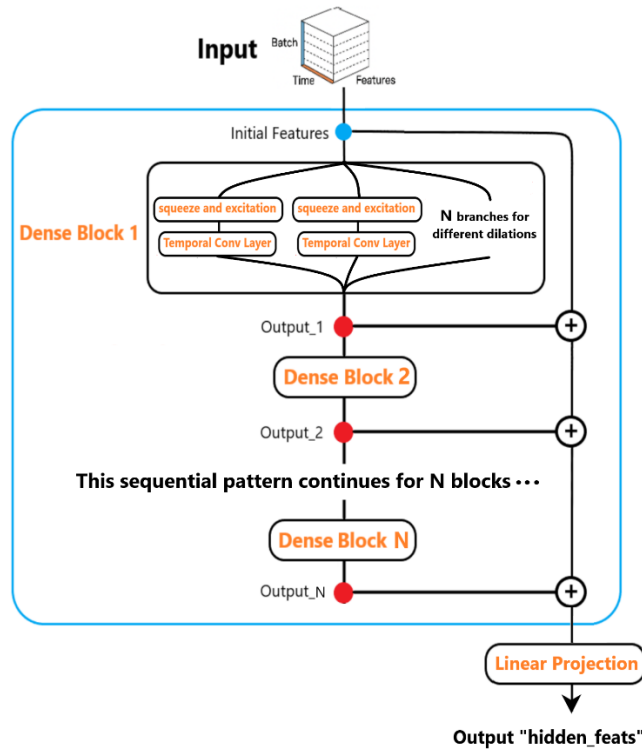 Input
Batch
Time
Features
Initial Features
Dense Block 1
squeeze and excitation
Temporal Conv Layer
squeeze and excitation
Temporal Conv Layer
N branches for
different dilations
Output_1
+
Dense Block 2
Output_2
+
This sequential pattern continues for N blocks ...
Dense Block N
Output_N
+
Linear Projection
Output "hidden_feats"